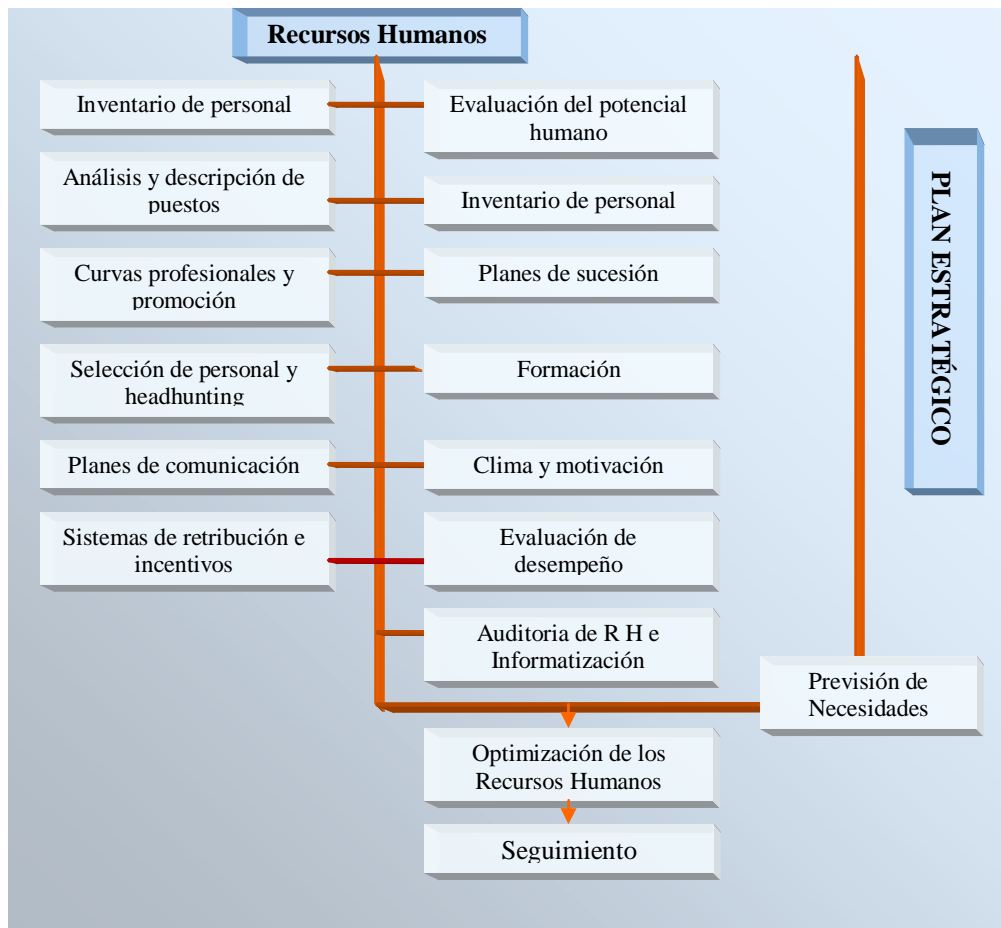 Recursos Humanos
Inventario de personal
Evaluación del potencial
humano
Análisis y descripción de
puestos
Inventario de personal
Curvas profesionales y
promoción
Planes de sucesión
Selección de personal y
headhunting
Formación
Planes de comunicación
Clima y motivación
Sistemas de retribución e
incentivos
Evaluación de
desempeño
Auditoria de R H e
Informatización
Previsión de
Necesidades
Optimización de los
Recursos Humanos
Seguimiento
PLAN ESTRATÉGICO